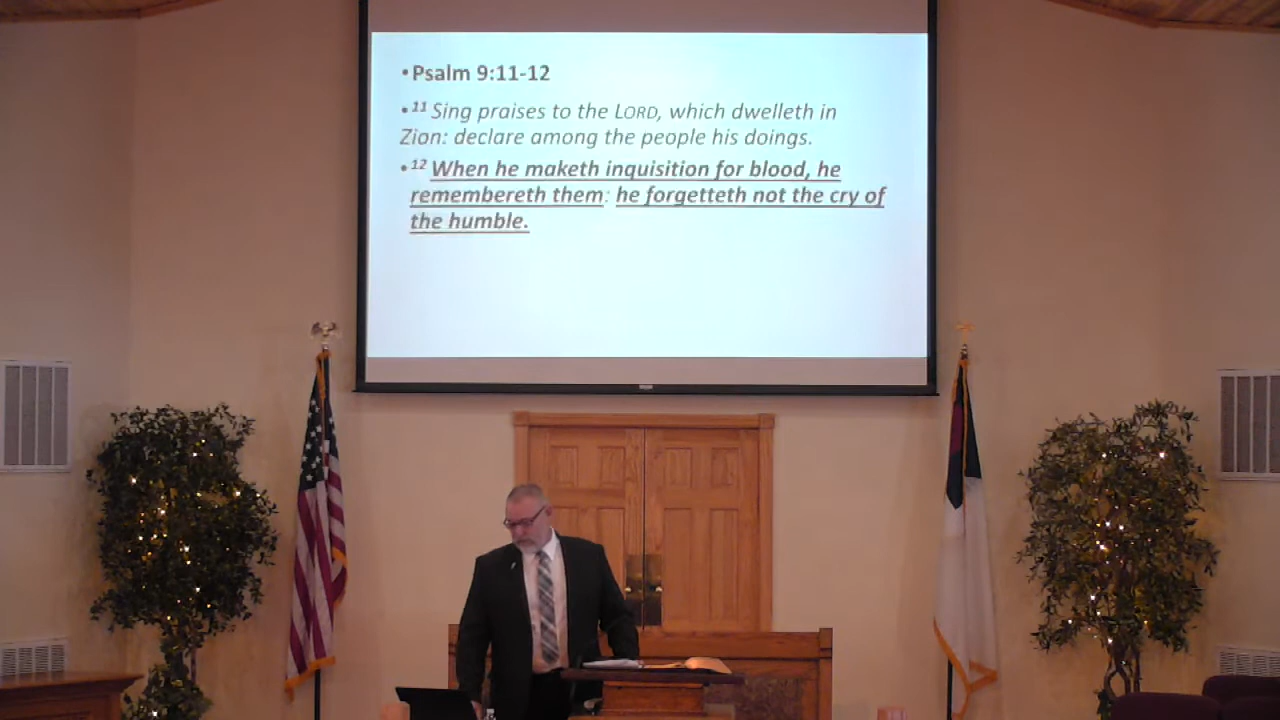 •Psalm 9:11-12
•11 Sing praises to the LORD, which dwelleth in
Zion: declare among the people his doings.
•12 When he maketh inquisition for blood, he
remembereth them: he forgetteth not the cry of
the humble.